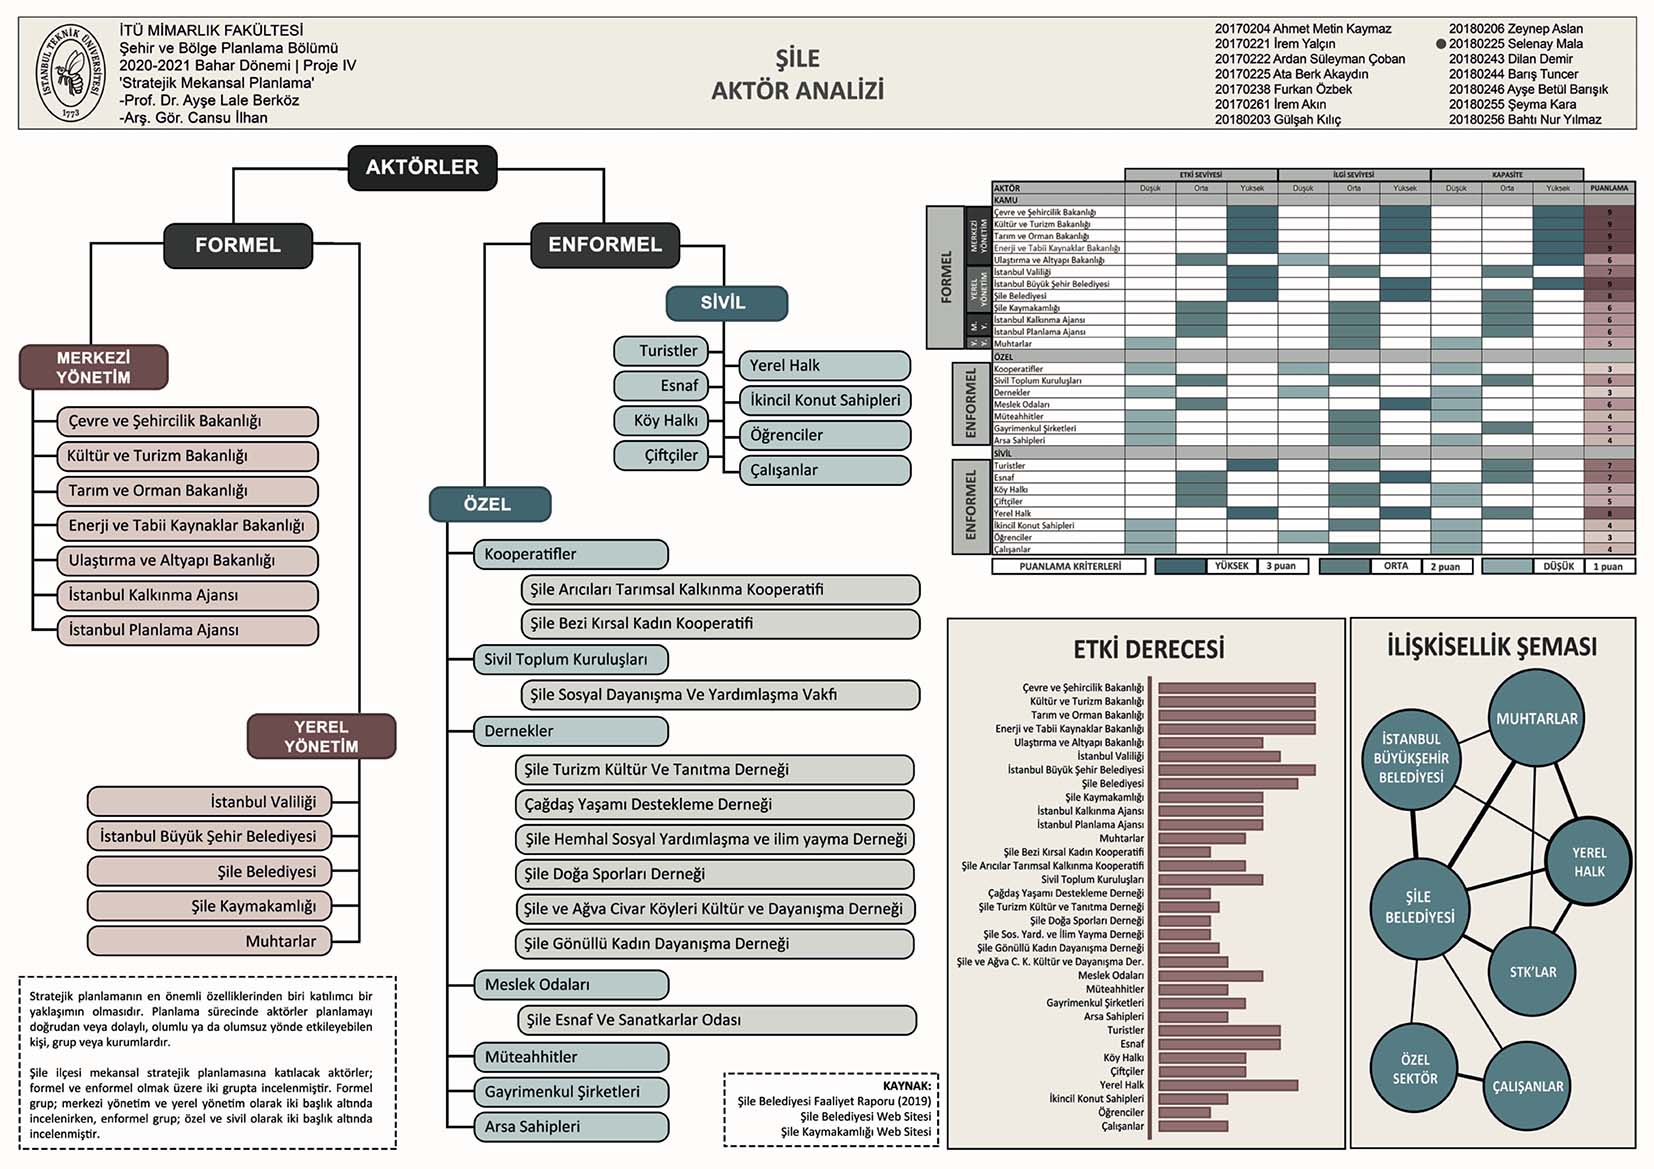 İSTANBUL TEKNİK ÜNİVERSİTESİ
1773
İTÜ MİMARLIK FAKÜLTESİ
Şehir ve Bölge Planlama Bölümü
2020-2021 Bahar Dönemi | Proje IV
'Stratejik Mekansal Planlama'
-Prof. Dr. Ayşe Lale Berköz
-Arş. Gör. Cansu İlhan
ŞİLE
AKTÖR ANALİZİ
20170204 Ahmet Metin Kaymaz
20170221 İrem Yalçın
20170222 Ardan Süleyman Çoban
20170225 Ata Berk Akaydın
20170238 Furkan Özbek
20170261 İrem Akın
20180203 Gülşah Kılıç
20180206 Zeynep Aslan
20180225 Selenay Mala
20180243 Dilan Demir
20180244 Barış Tuncer
20180246 Ayşe Betül Barışık
20180255 Şeyma Kara
20180256 Bahtı Nur Yılmaz
AKTÖRLER
FORMEL
ENFORMEL
MERKEZİ
YÖNETİM
Çevre ve Şehircilik Bakanlığı
Kültür ve Turizm Bakanlığı
Tarım ve Orman Bakanlığı
Enerji ve Tabii Kaynaklar Bakanlığı
Ulaştırma ve Altyapı Bakanlığı
İstanbul Kalkınma Ajansı
İstanbul Planlama Ajansı
YEREL
YÖNETİM
İstanbul Valiliği
İstanbul Büyük Şehir Belediyesi
Şile Belediyesi
Şile Kaymakamlığı
Muhtarlar
SİVİL
Turistler
Esnaf
Köy Halkı
Çiftçiler
Yerel Halk
İkincil Konut Sahipleri
Öğrenciler
Çalışanlar
ÖZEL
Kooperatifler
Şile Arıcıları Tarımsal Kalkınma Kooperatifi
Şile Bezi Kırsal Kadın Kooperatifi
Sivil Toplum Kuruluşları
Şile Sosyal Dayanışma Ve Yardımlaşma Vakfı
Dernekler
Şile Turizm Kültür Ve Tanıtma Derneği
Çağdaş Yaşamı Destekleme Derneği
Şile Hemhal Sosyal Yardımlaşma ve ilim yayma Derneği
Şile Doğa Sporları Derneği
Şile ve Ağva Civar Köyleri Kültür ve Dayanışma Derneği
Şile Gönüllü Kadın Dayanışma Derneği
Meslek Odaları
Şile Esnaf Ve Sanatkarlar Odası
Müteahhitler
Gayrimenkul Şirketleri
Arsa Sahipleri
Stratejik planlamanın en önemli özelliklerinden biri katılımcı bir
yaklaşımın olmasıdır. Planlama sürecinde aktörler planlamayı
doğrudan veya dolaylı, olumlu ya da olumsuz yönde etkileyebilen
kişi, grup veya kurumlardır.
Şile ilçesi mekansal stratejik planlamasına katılacak aktörler;
formel ve enformel olmak üzere iki grupta incelenmiştir. Formel
grup; merkezi yönetim ve yerel yönetim olarak iki başlık altında
incelenirken, enformel grup; özel ve sivil olarak iki başlık altında
incelenmiştir.
KAYNAK:
Şile Belediyesi Faaliyet Raporu (2019)
Şile Belediyesi Web Sitesi
Şile Kaymakamlığı Web Sitesi
ETKİ SEVİYESİ İLGİ SEVİYESİ KAPASİTE
AKTÖR Düşük Orta Yüksek Düşük Orta Yüksek Düşük Orta Yüksek PUANLAMA
KAMU
FORMEL
MERKEZİ YÖNETİM
Çevre ve Şehircilik Bakanlığı 9
Kültür ve Turizm Bakanlığı 9
Tarım ve Orman Bakanlığı 9
Enerji ve Tabii Kaynaklar Bakanlığı 9
Ulaştırma ve Altyapı Bakanlığı 6
YEREL YÖNETİM
İstanbul Valiliği 7
İstanbul Büyük Şehir Belediyesi 9
Şile Belediyesi 8
Şile Kaymakamlığı 6
M. Y.
İstanbul Kalkınma Ajansı 6
İstanbul Planlama Ajansı 6
Y. Y.
Muhtarlar 5
ÖZEL
ENFORMEL
Kooperatifler 3
Sivil Toplum Kuruluşları 6
Dernekler 3
Meslek Odaları 6
Müteahhitler 4
Gayrimenkul Şirketleri 5
Arsa Sahipleri 4
SİVİL
ENFORMEL
Turistler 7
Esnaf 7
Köy Halkı 5
Çiftçiler 5
Yerel Halk 8
İkincil Konut Sahipleri 4
Öğrenciler 3
Çalışanlar 4
PUANLAMA KRİTERLERİ YÜKSEK 3 puan ORTA 2 puan DÜŞÜK 1 puan
ETKİ DERECESİ
Çevre ve Şehircilik Bakanlığı
Kültür ve Turizm Bakanlığı
Tarım ve Orman Bakanlığı
Enerji ve Tabii Kaynaklar Bakanlığı
Ulaştırma ve Altyapı Bakanlığı
İstanbul Valiliği
İstanbul Büyük Şehir Belediyesi
Şile Belediyesi
Şile Kaymakamlığı
İstanbul Kalkınma Ajansı
İstanbul Planlama Ajansı
Muhtarlar
Şile Bezi Kırsal Kadın Kooperatifi
Şile Arıcılar Tarımsal Kalkınma Kooperatifi
Sivil Toplum Kuruluşları
Çağdaş Yaşamı Destekleme Derneği
Şile Turizm Kültür ve Tanıtma Derneği
Şile Doğa Sporları Derneği
Şile Sos. Yard. ve İlim Yayma Derneği
Şile Gönüllü Kadın Dayanışma Derneği
Şile ve Ağva C. K. Kültür ve Dayanışma Der.
Meslek Odaları
Müteahhitler
Gayrimenkul Şirketleri
Arsa Sahipleri
Turistler
Esnaf
Köy Halkı
Çiftçiler
Yerel Halk
İkincil Konut Sahipleri
Öğrenciler
Çalışanlar
İLİŞKİSELLİK ŞEMASI
MUHTARLAR
İSTANBUL
BÜYÜKŞEHİR
BELEDİYESİ
YEREL
HALK
ŞİLE
BELEDİYESİ
STK'LAR
ÖZEL
SEKTÖR
ÇALIŞANLAR